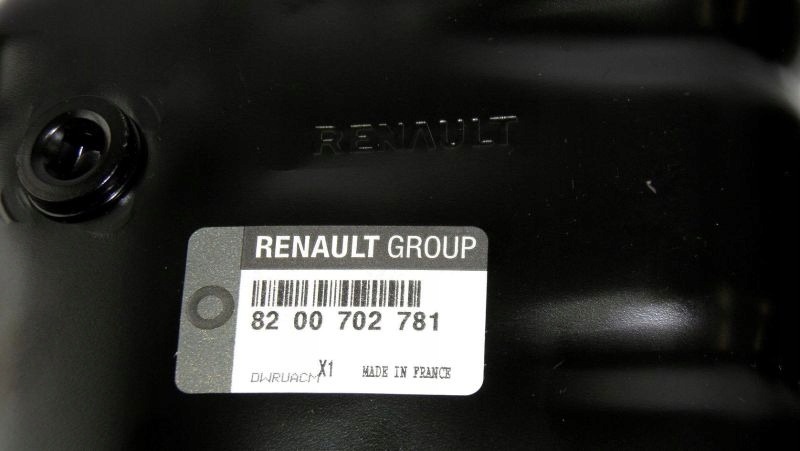 RENAULT
RENAULT GROUP
82 00 702 781
DWRUACM X1 MADE IN FRANCE